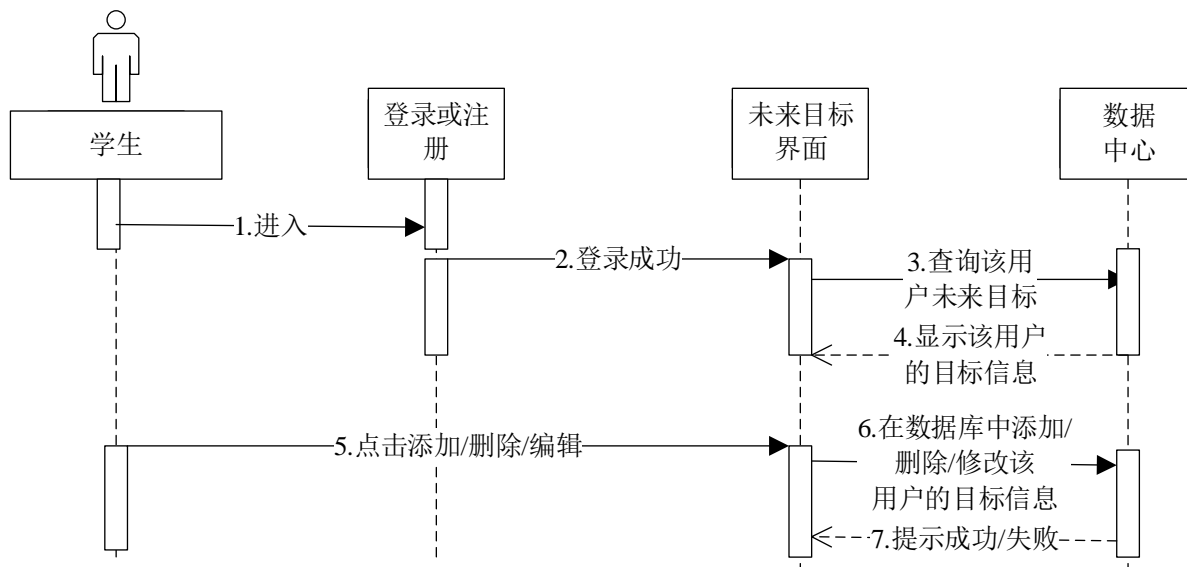 学生
登录或注
册
未来目标
界面
数据
中心
1.进入
2.登录成功
3.查询该用
户未来目标
4.显示该用户
的目标信息
5.点击添加/删除/编辑
6.在数据库中添加/
删除/修改该
用户的目标信息
7.提示成功/失败